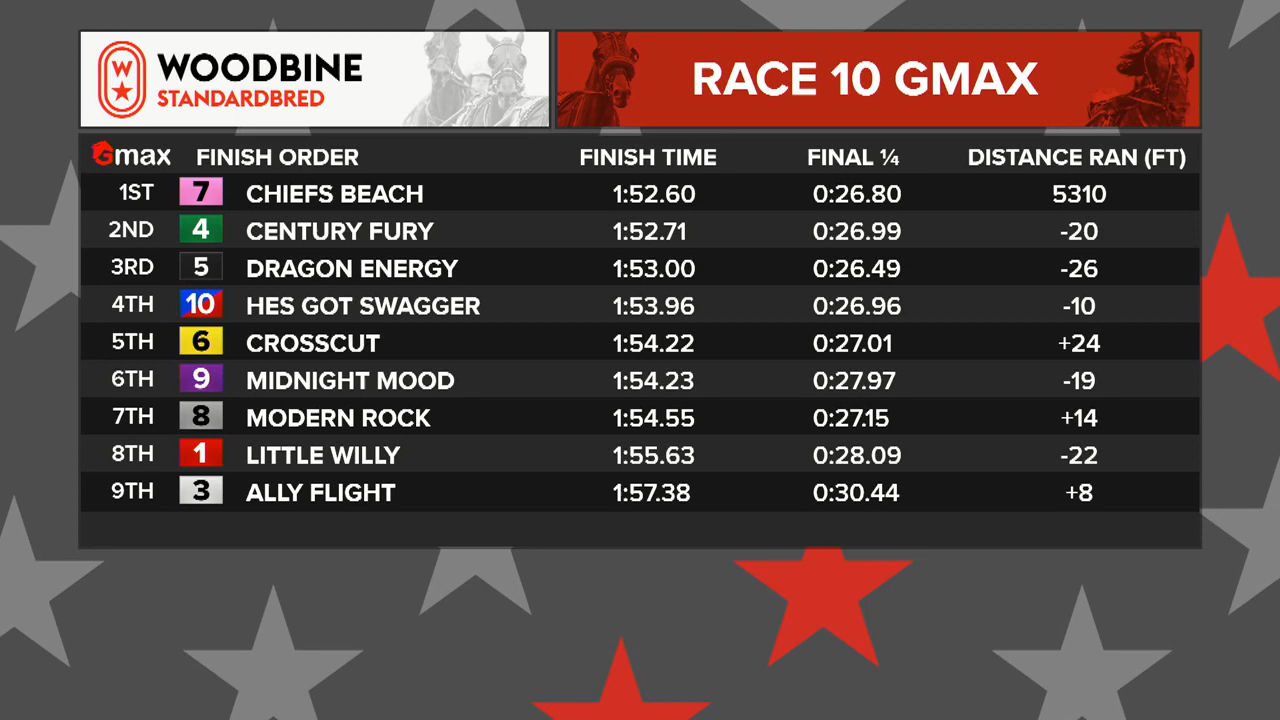 W
WOODBINE
STANDARDBRED
RACE 10 GMAX
Gmax FINISH ORDER FINISH TIME FINAL ¼ DISTANCE RAN (FT)
1ST 7 CHIEFS BEACH 1:52.60 0:26.80 5310
2ND 4 CENTURY FURY 1:52.71 0:26.99 -20
3RD 5 DRAGON ENERGY 1:53.00 0:26.49 -26
4TH 10 HES GOT SWAGGER 1:53.96 0:26.96 -10
5TH 6 CROSSCUT 1:54.22 0:27.01 +24
6TH 9 MIDNIGHT MOOD 1:54.23 0:27.97 -19
7TH 8 MODERN ROCK 1:54.55 0:27.15 +14
8TH 1 LITTLE WILLY 1:55.63 0:28.09 -22
9TH 3 ALLY FLIGHT 1:57.38 0:30.44 +8